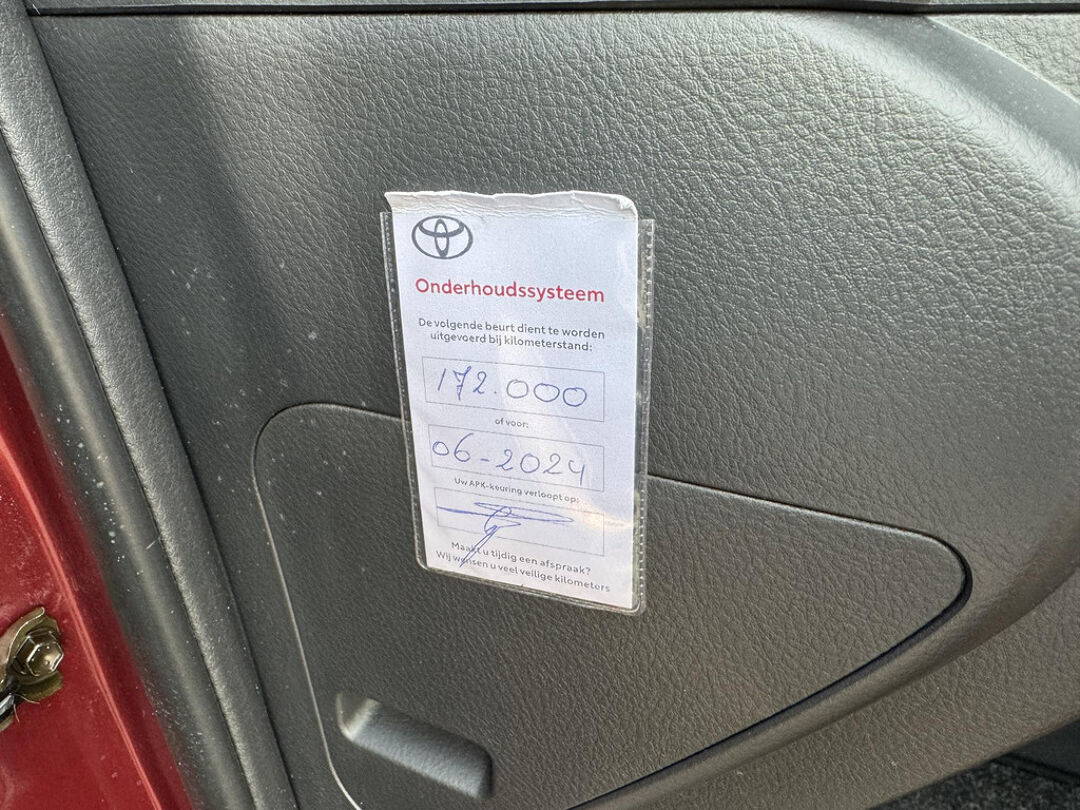 Onderhoudssysteem
De volgende beurt dient te worden
uitgevoerd bij kilometerstand:
172.000
of voor:
06-2024
Uw APK-keuring verloopt op:
Maakt u tijdig een afspraak?
Wij wensen u veel veilige kilometers